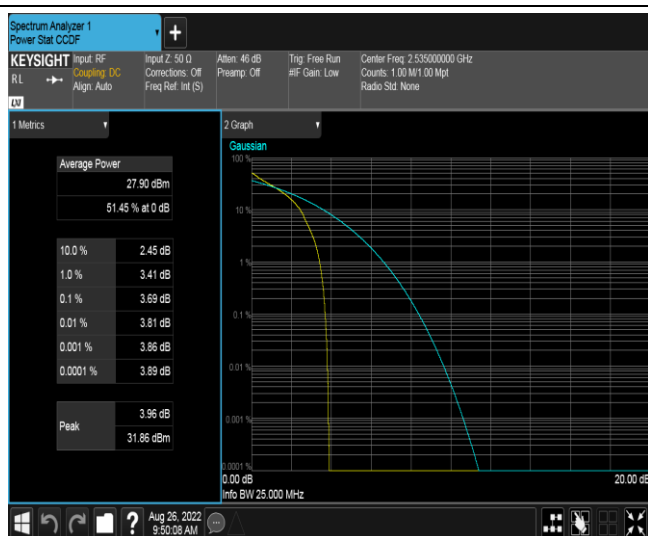 Spectrum Analyzer 1
Power Stat CCDF
+
KEYSIGHT
RL
LXI
Input: RF
Coupling: DC
Align: Auto
Input Z: 50 Ω
Corrections: Off
Freq Ref: Int (S)
Atten: 46 dB
Preamp: Off
Trig: Free Run
#IF Gain: Low
Center Freq: 2.535000000 GHz
Counts: 1.00 M/1.00 Mpt
Radio Std: None
1 Metrics
Average Power
27.90 dBm
51.45 % at 0 dB
10.0 % 2.45 dB
1.0 % 3.41 dB
0.1 % 3.69 dB
0.01 % 3.81 dB
0.001 % 3.86 dB
0.0001 % 3.89 dB
Peak
3.96 dB
31.86 dBm
2 Graph
Gaussian
100 %
10 %
1 %
0.1 %
0.01 %
0.001 %
0.0001 %
0.00 dB 20.00 dB
Info BW 25.000 MHz
?
Aug 26, 2022
9:50:08 AM